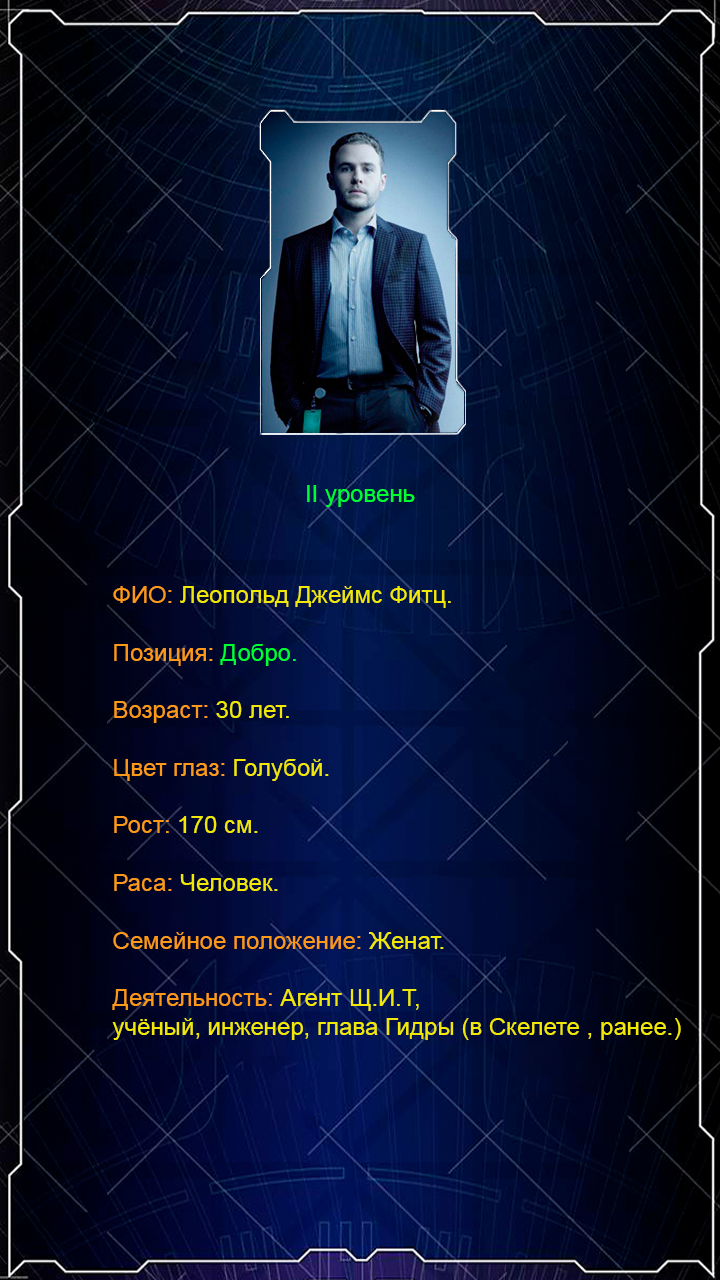 II уровень
ФИО: Леопольд Джеймс Фитц.
Позиция: Добро.
Возраст: 30 лет.
Цвет глаз: Голубой.
Рост: 170 см.
Раса: Человек.
Семейное положение: Женат.
Деятельность: Агент Щ.И.Т,
учёный, инженер, глава Гидры (в Скелете , ранее.)